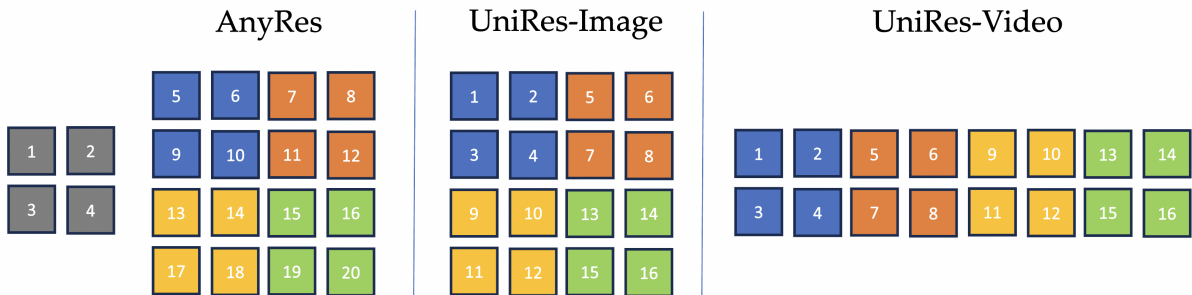 AnyRes UniRes-Image UniRes-Video
5 6 7 8 1 2 5 6
1 2 9 10 11 12 3 4 7 8 1 2 5 6 9 10 13 14
3 4 13 14 15 16 9 10 13 14 3 4 7 8 11 12 15 16
17 18 19 20 11 12 15 16